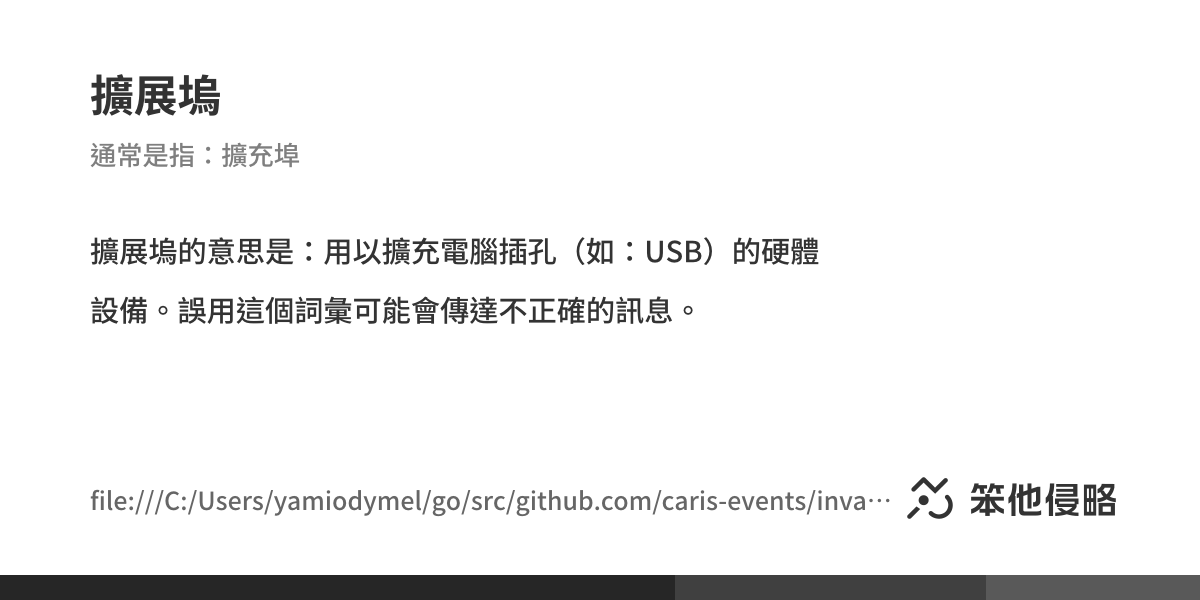 擴展塢
通常是指：擴充埠
擴展塢的意思是：用以擴充電腦插孔（如：USB）的硬體
設備。誤用這個詞彙可能會傳達不正確的訊息。
file:///C:/Users/yamiodymel/go/src/github.com/caris-events/inva…
笨他侵略